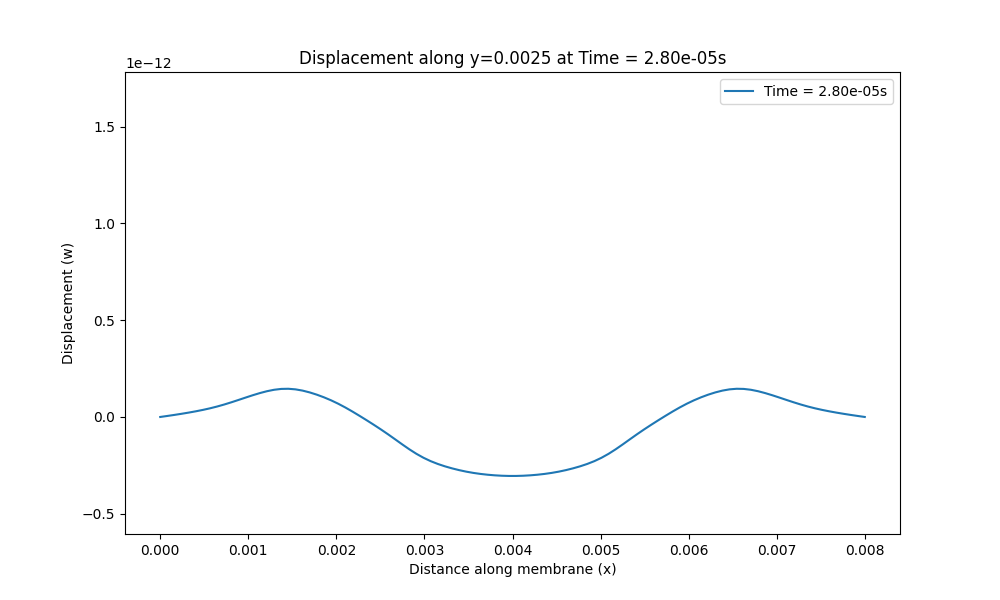 Displacement along y=0.0025 at Time = 2.80e-05s
1e−12
Time = 2.80e-05s
1.5
1.0
0.5
0.0
−0.5
Displacement (w)
0.000 0.001 0.002 0.003 0.004 0.005 0.006 0.007 0.008
Distance along membrane (x)